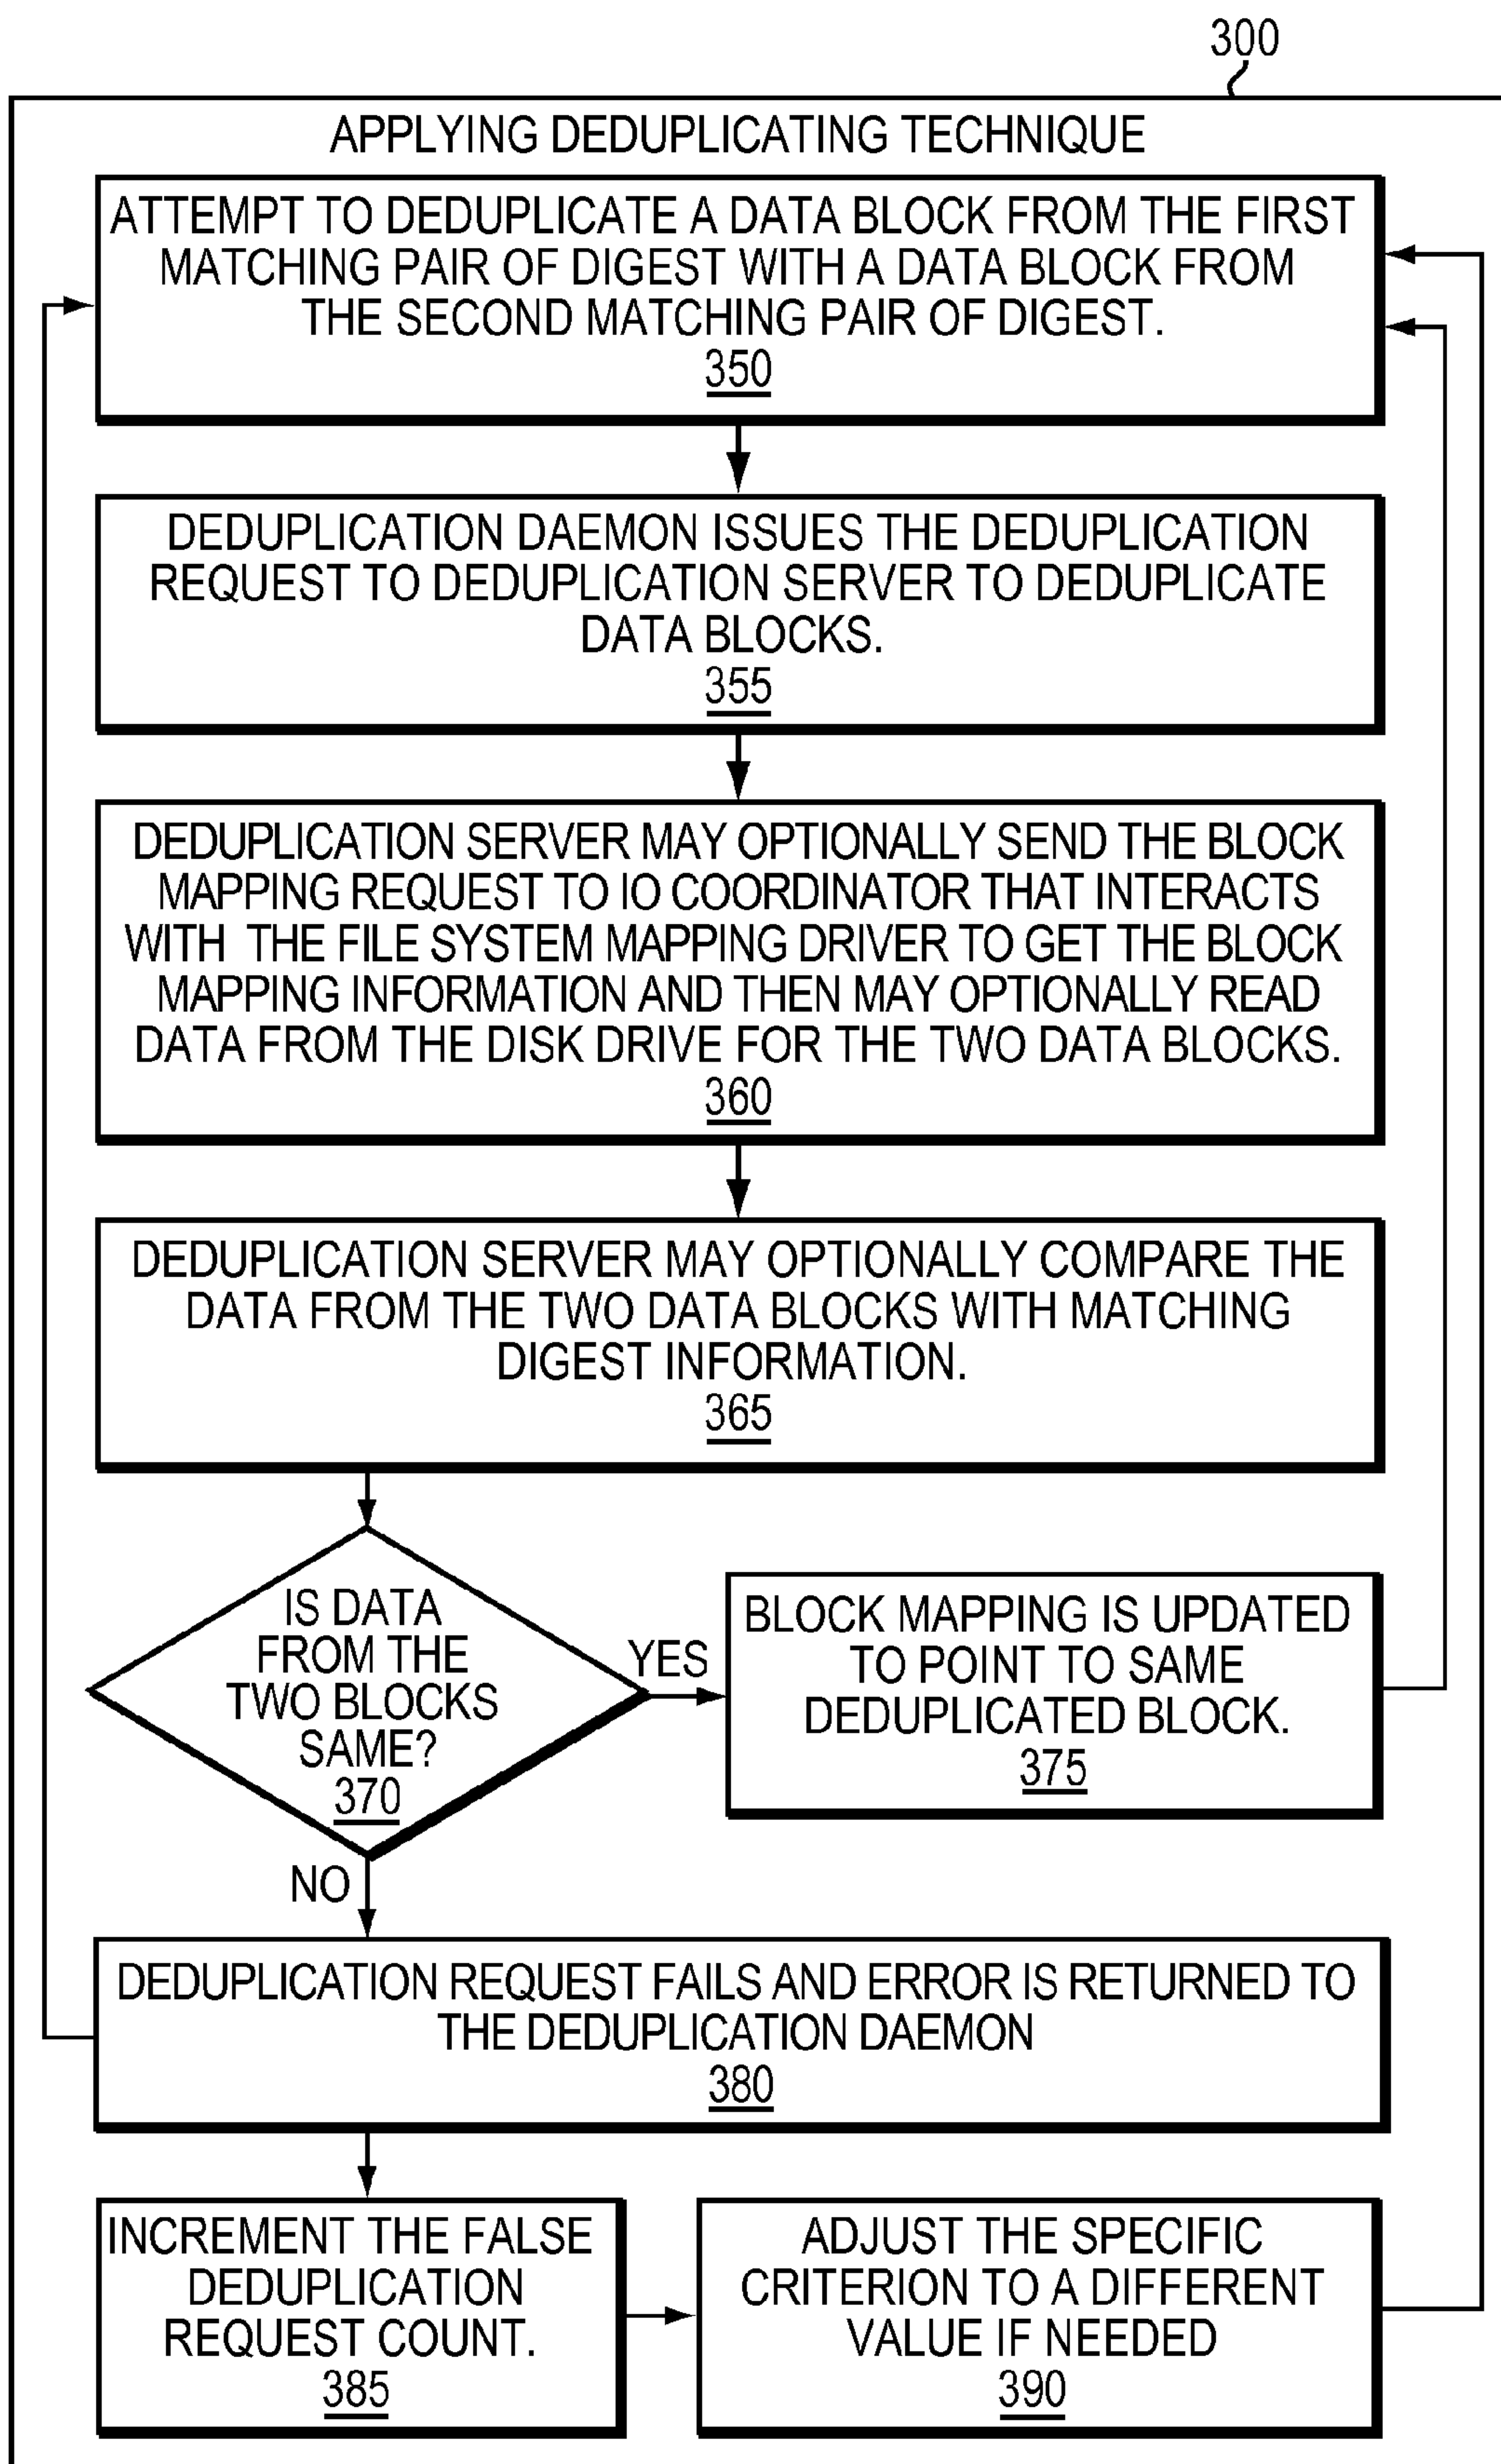 300
APPLYING DEDUPLICATING TECHNIQUE
ATTEMPT TO DEDUPLICATE A DATA BLOCK FROM THE FIRST
MATCHING PAIR OF DIGEST WITH A DATA BLOCK FROM
THE SECOND MATCHING PAIR OF DIGEST.
350
DEDUPLICATION DAEMON ISSUES THE DEDUPLICATION
REQUEST TO DEDUPLICATION SERVER TO DEDUPLICATE
DATA BLOCKS.
355
DEDUPLICATION SERVER MAY OPTIONALLY SEND THE BLOCK
MAPPING REQUEST TO IO COORDINATOR THAT INTERACTS
WITH THE FILE SYSTEM MAPPING DRIVER TO GET THE BLOCK
MAPPING INFORMATION AND THEN MAY OPTIONALLY READ
DATA FROM THE DISK DRIVE FOR THE TWO DATA BLOCKS.
360
DEDUPLICATION SERVER MAY OPTIONALLY COMPARE THE
DATA FROM THE TWO DATA BLOCKS WITH MATCHING
DIGEST INFORMATION.
365
IS DATA
FROM THE
TWO BLOCKS
SAME?
370
YES
BLOCK MAPPING IS UPDATED
TO POINT TO SAME
DEDUPLICATED BLOCK.
375
NO
DEDUPLICATION REQUEST FAILS AND ERROR IS RETURNED TO
THE DEDUPLICATION DAEMON
380
INCREMENT THE FALSE
DEDUPLICATION
REQUEST COUNT.
385
ADJUST THE SPECIFIC
CRITERION TO A DIFFERENT
VALUE IF NEEDED
390